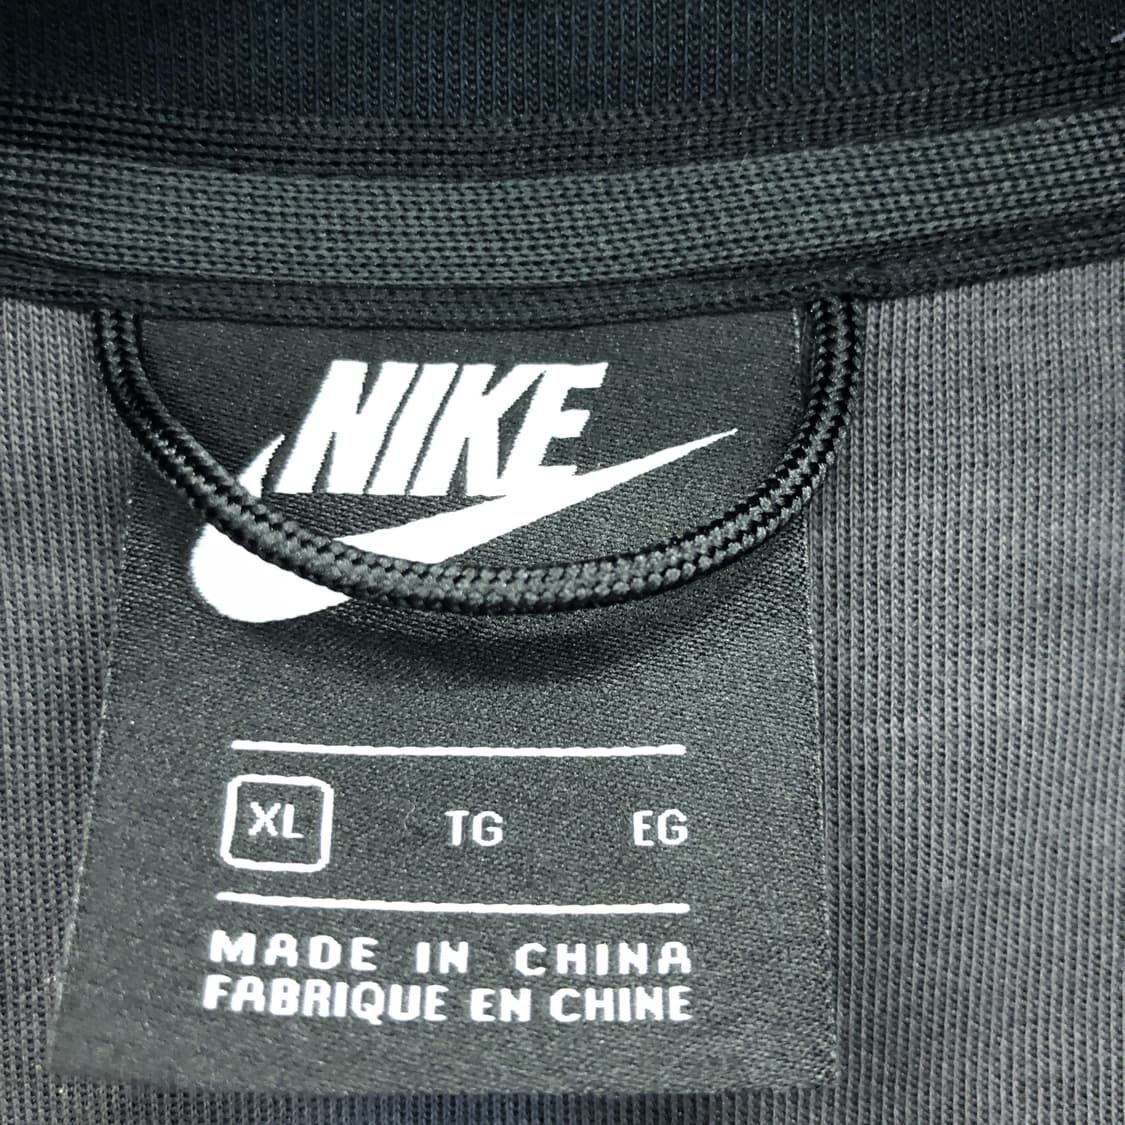 NIKE
XL TG EG
MADE IN CHINA
FABRIQUE EN CHINE